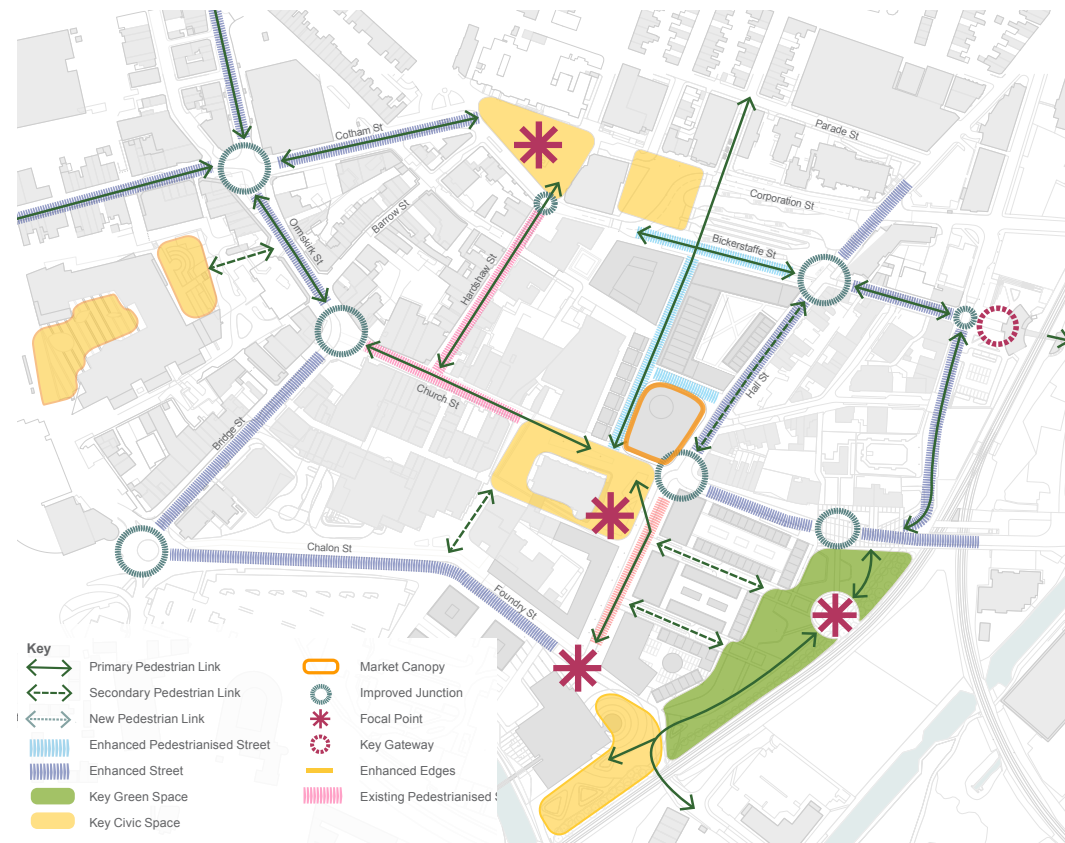 Cotham St
Parade St
Barrow St
Corporation St
Ormskirk St
Bickerstaffe St
Hardshaw St
Church St
Hall St
Bridge St
Chalon St
Foundry St
Key
Primary Pedestrian Link
Secondary Pedestrian Link
New Pedestrian Link
Enhanced Pedestrianised Street
Enhanced Street
Key Green Space
Key Civic Space
Market Canopy
Improved Junction
Focal Point
Key Gateway
Enhanced Edges
Existing Pedestrianised S